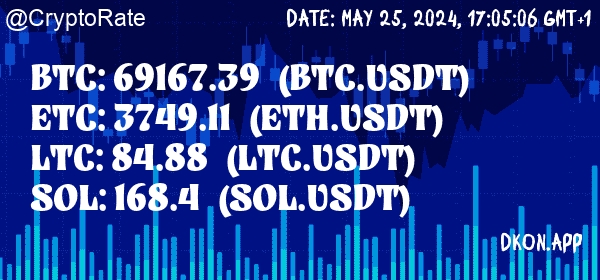 @CryptoRate
DATE: MAY 25, 2024, 17:05:06 GMT+1
BTC: 69167.39 (BTC.USDT)
ETC: 3749.11 (ETH.USDT)
LTC: 84.88 (LTC.USDT)
SOL: 168.4 (SOL.USDT)
DKON.APP